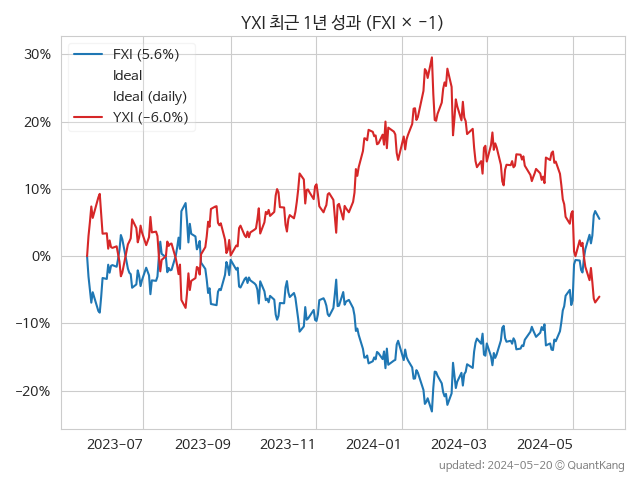 YXI 최근 1년 성과 (FXI × -1)
30%
20%
10%
0%
−10%
−20%
FXI (5.6%)
Ideal
Ideal (daily)
YXI (−6.0%)
2023-07
2023-09
2023-11
2024-01
2024-03
2024-05
updated: 2024-05-20 ⓒ QuantKang